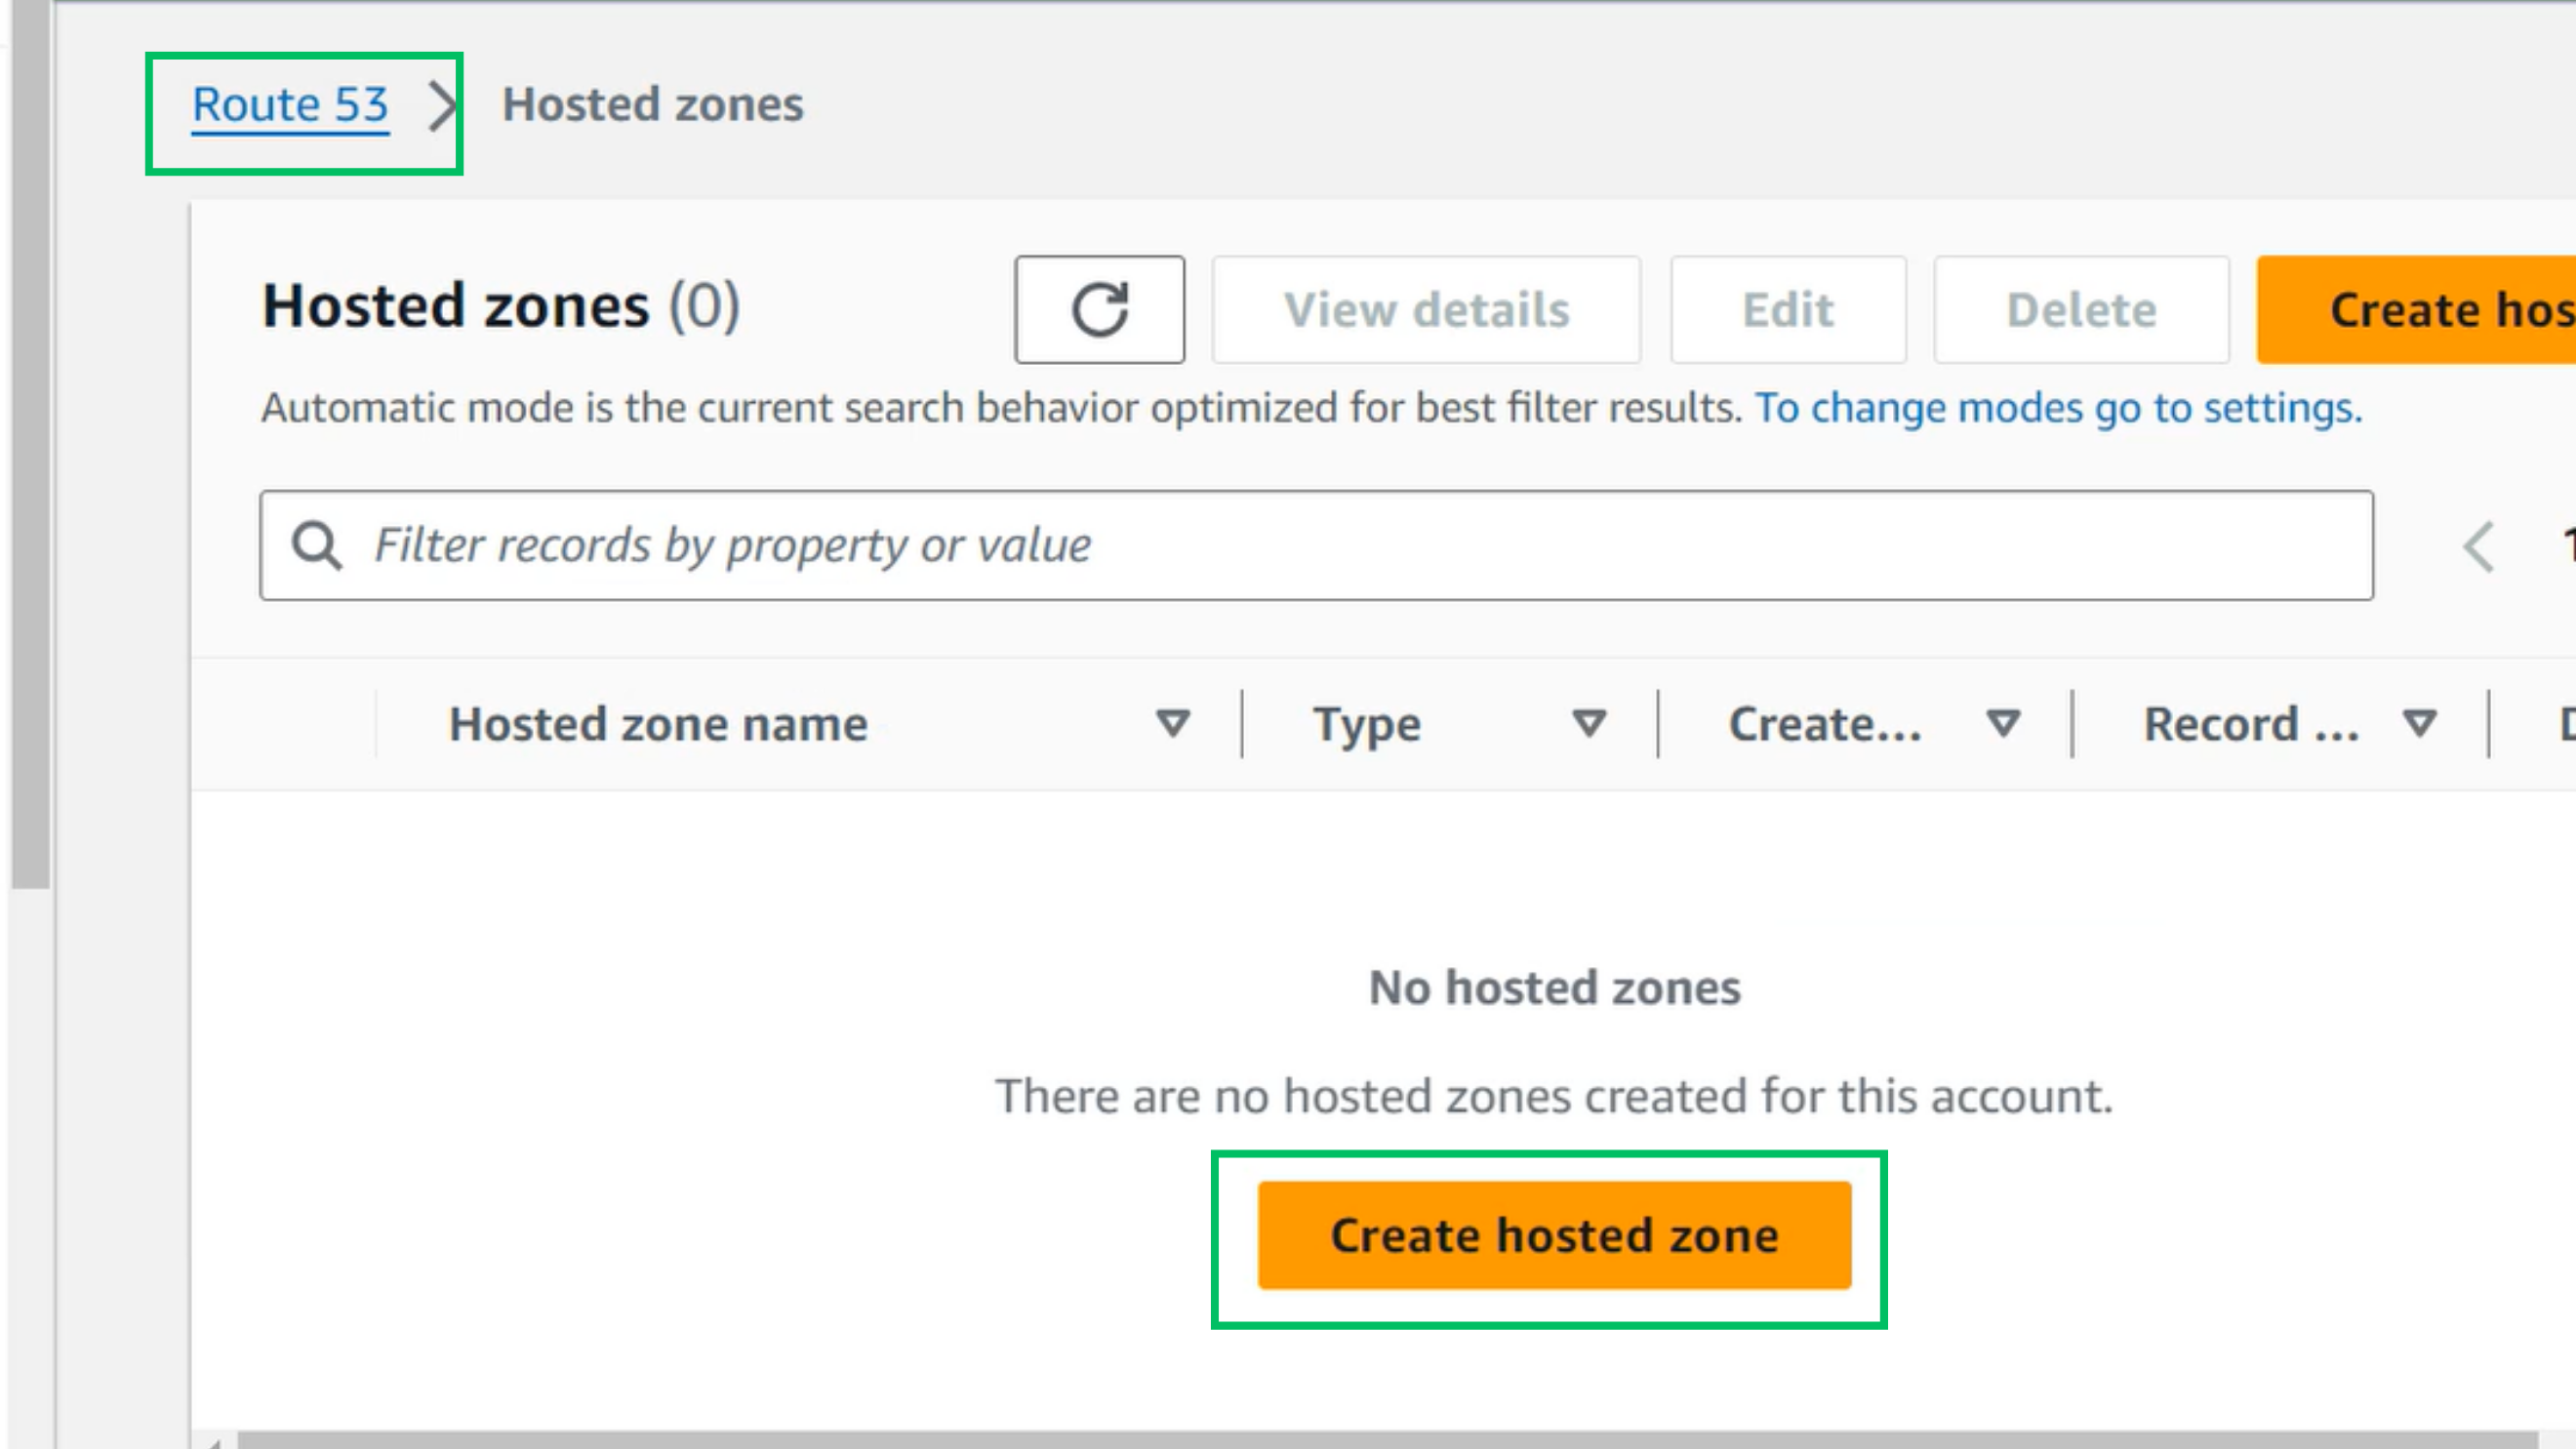 Route 53 > Hosted zones
Hosted zones (0) View details Edit Delete Create hos
Automatic mode is the current search behavior optimized for best filter results. To change modes go to settings.
Filter records by property or value
Hosted zone name Type Create... Record ...
No hosted zones
There are no hosted zones created for this account.
Create hosted zone